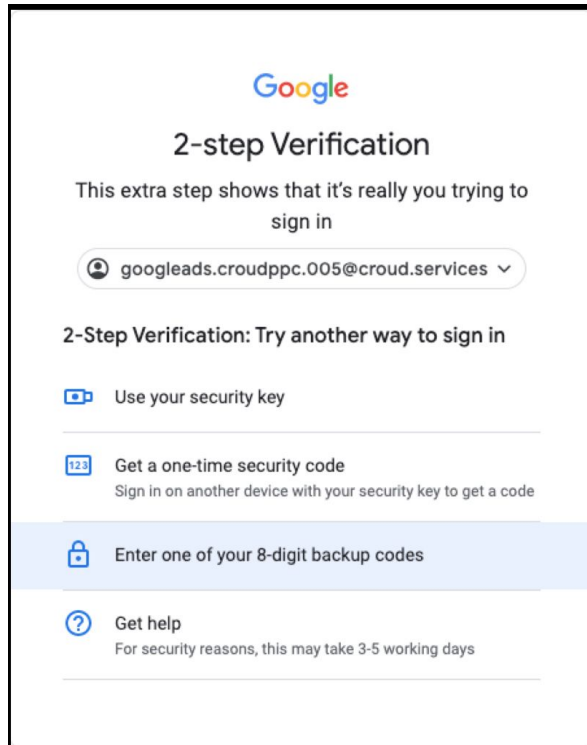 Google
2-step Verification
This extra step shows that it's really you trying to
sign in
googleads.croudppc.005@croud.services
2-Step Verification: Try another way to sign in
Use your security key
123
Get a one-time security code
Sign in on another device with your security key to get a code
Enter one of your 8-digit backup codes
Get help
For security reasons, this may take 3-5 working days